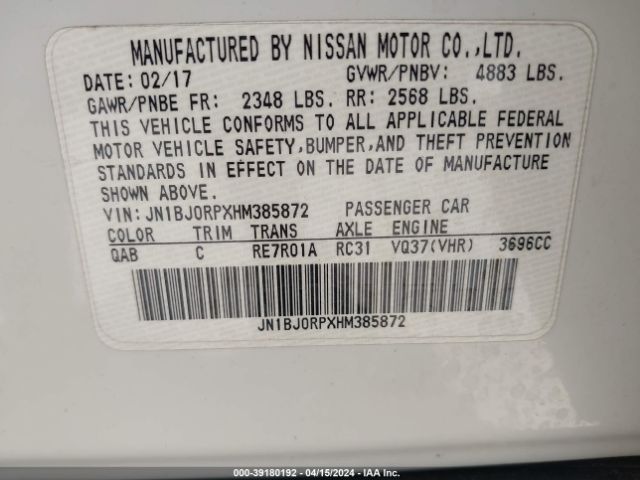 MANUFACTURED BY NISSAN MOTOR CO.,LTD.
DATE: 02/17 GVWR/PNBV: 4883 LBS.
GAWR/PNBE FR: 2348 LBS. RR: 2568 LBS.
THIS VEHICLE CONFORMS TO ALL APPLICABLE FEDERAL
MOTOR VEHICLE SAFETY,BUMPER,AND THEFT PREVENTION
STANDARDS IN EFFECT ON THE DATE OF MANUFACTURE
SHOWN ABOVE.
VIN: JN1BJ0RPXHM385872 PASSENGER CAR
COLOR TRIM TRANS AXLE ENGINE
QAB C RE7R01A RC31 VQ37(VHR) 3696CC
JN1BJ0RPXHM385872
000-39180192 - 04/15/2024 - IAA Inc.